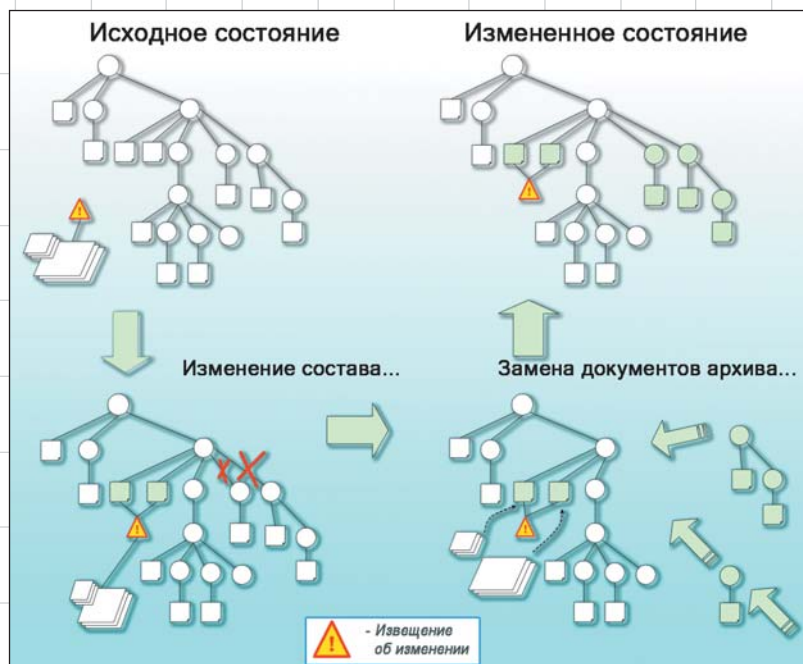 Исходное состояние
Измененное состояние
Изменение состава...
Замена документов архива...
- Извещение
об изменении